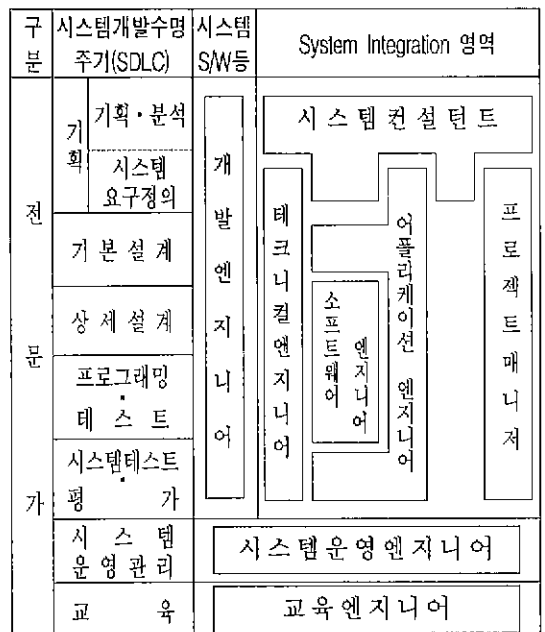 구분
시스템개발수명
주기(SDLC)
시스템
S/W등
System Integration 영역
전문가
기획
기획·분석
시스템
요구정의
기본설계
상세설계
프로그래밍
·
테스트
시스템테스트
·
평가
시스템
운영관리
교육
개발엔지니어
시스템컨설턴트
테크니컬엔지니어
소프트웨어
엔지니어
어플리케이션 엔지니어
프로젝트매니저
시스템운영엔지니어
교육엔지니어